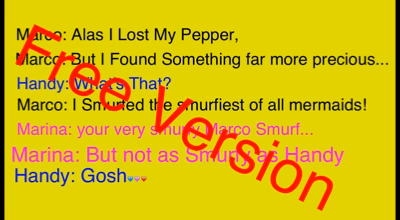 Marco: Alas I Lost My Pepper,
Marco: But I Found Something far more precious...
Handy: What's That?
Marco: I Smurfed the smurfiest of all mermaids!
Marina: your very smurfy Marco Smurf...
Marina: But not as Smurfy as Handy
Handy: Gosh
Free Version